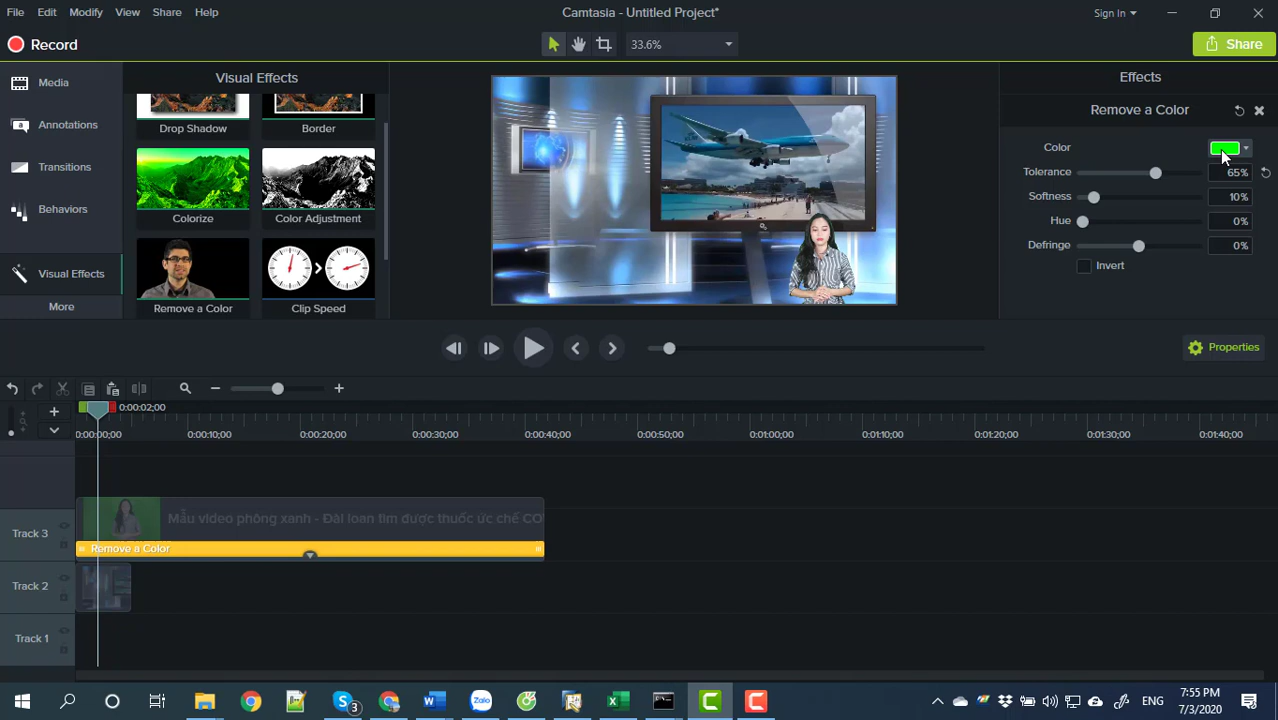 File Edit Modify View Share Help
Camtasia - Untitled Project*
Sign In
Record
33.6%
Share
Media
Annotations
Transitions
Behaviors
Visual Effects
More
Visual Effects
Drop Shadow
Border
Colorize
Color Adjustment
Remove a Color
Clip Speed
Effects
Remove a Color
Color
Tolerance 65%
Softness 10%
Hue 0%
Defringe 0%
Invert
Properties
0:00:02;00
0:00:00;00 0:00:10;00 0:00:20;00 0:00:30;00 0:00:40;00 0:00:50;00 0:01:00;00 0:01:10;00 0:01:20;00 0:01:30;00 0:01:40;00
Track 3
Mẫu video phông xanh - Đài loan tìm được thuốc ức chế CO
Remove a Color
Track 2
Track 1
3
Zalo
ENG
7:55 PM
7/3/2020